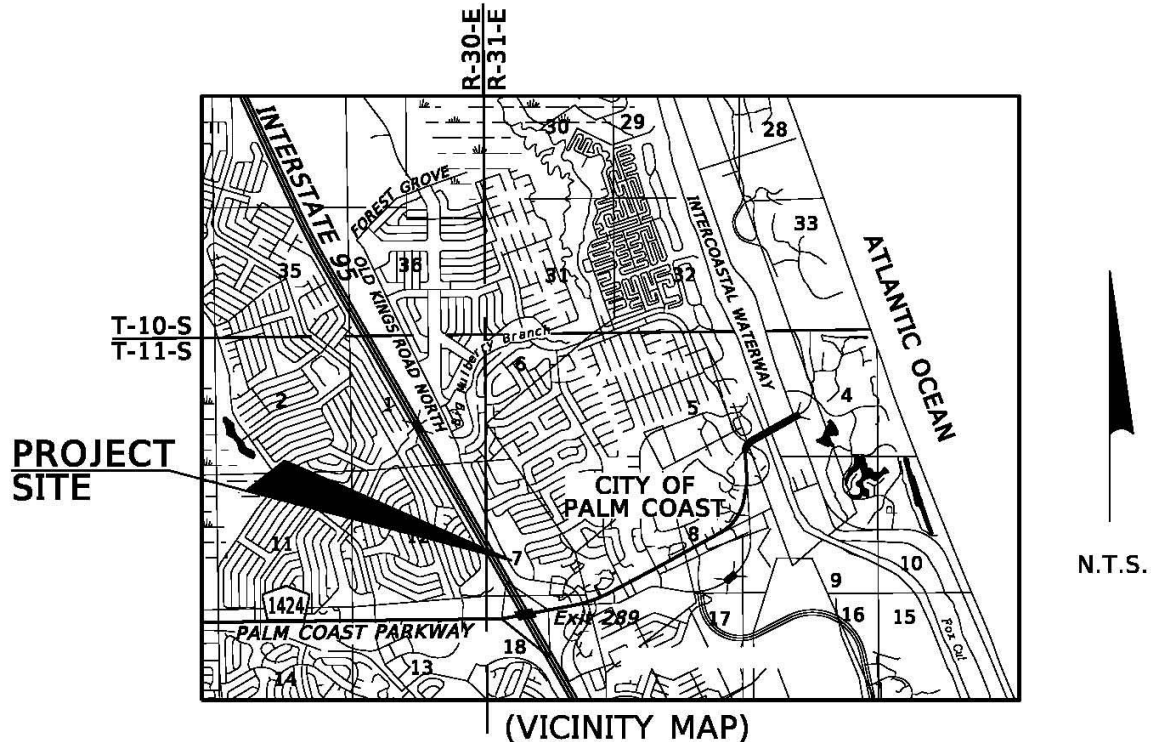 R-30-E
R-31-E
30
29
28
INTERSTATE 95
FOREST GROVE
33
INTERCOASTAL WATERWAY
ATLANTIC OCEAN
35
OLD KINGS ROAD NORTH
36
31
32
T-10-S
T-11-S
Big Mulberry Branch
6
2
1
5
4
PROJECT
SITE
CITY OF
PALM COAST
11
12
7
8
10
N.T.S.
9
1424
Exit 289
17
16
15
PALM COAST PARKWAY
Fox Cut
18
13
14
(VICINITY MAP)